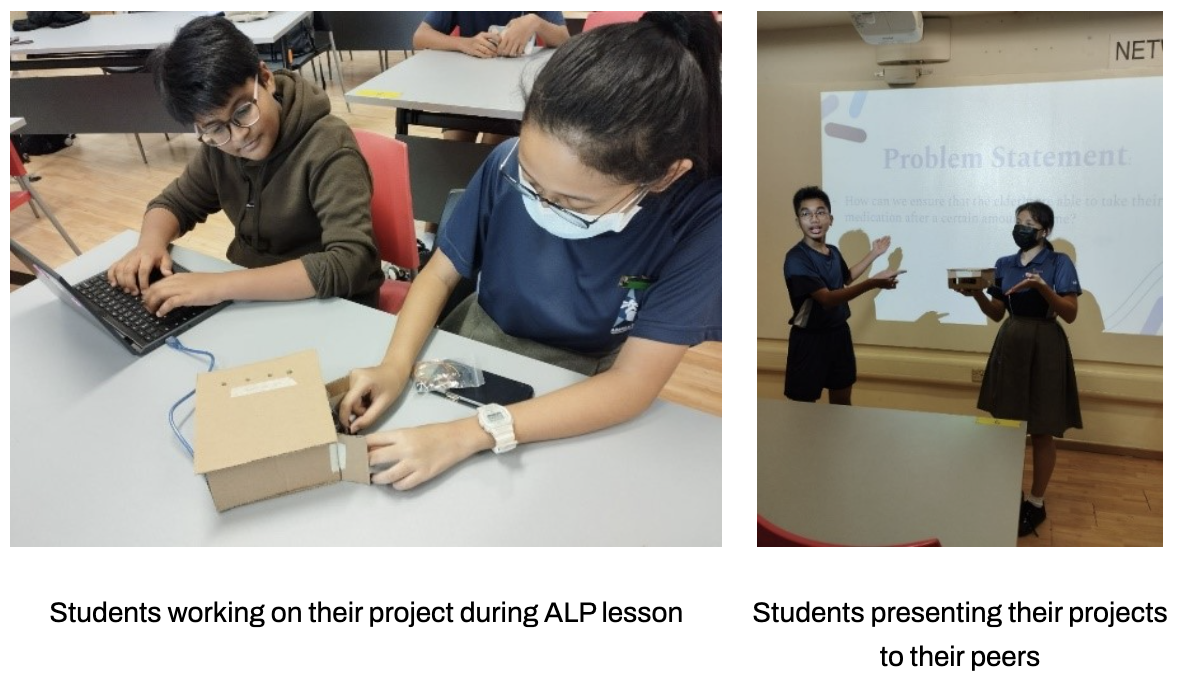 NETW
Problem Statement
How can we ensure that the elderly is able to take their
medication after a certain amount of time?
Students working on their project during ALP lesson
Students presenting their projects
to their peers